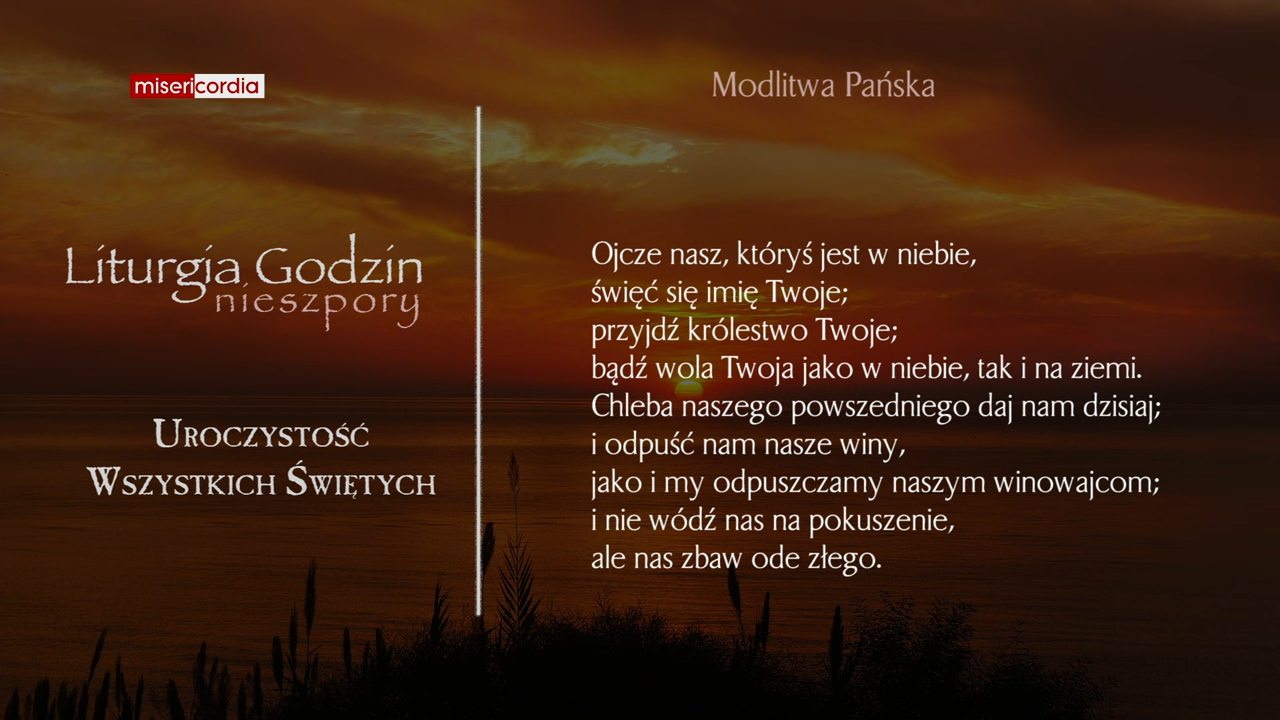 misericordia
Liturgia Godzin
nieszpory
Uroczystość
Wszystkich Świętych
Modlitwa Pańska
Ojcze nasz, któryś jest w niebie,
święć się imię Twoje;
przyjdź królestwo Twoje;
bądź wola Twoja jako w niebie, tak i na ziemi.
Chleba naszego powszedniego daj nam dzisiaj;
i odpuść nam nasze winy,
jako i my odpuszczamy naszym winowajcom;
i nie wódź nas na pokuszenie,
ale nas zbaw ode złego.